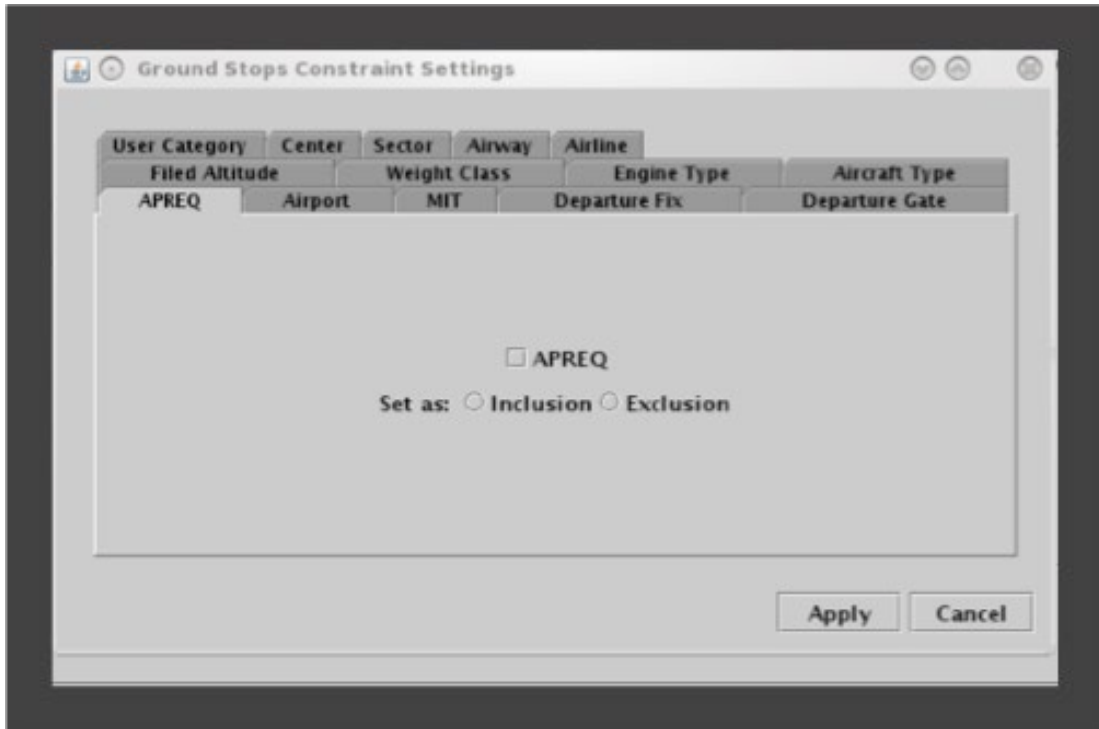 Ground Stops Constraint Settings
User Category Center Sector Airway Airline
Filed Altitude Weight Class Engine Type Aircraft Type
APREQ Airport MIT Departure Fix Departure Gate
APREQ
Set as: Inclusion Exclusion
Apply Cancel